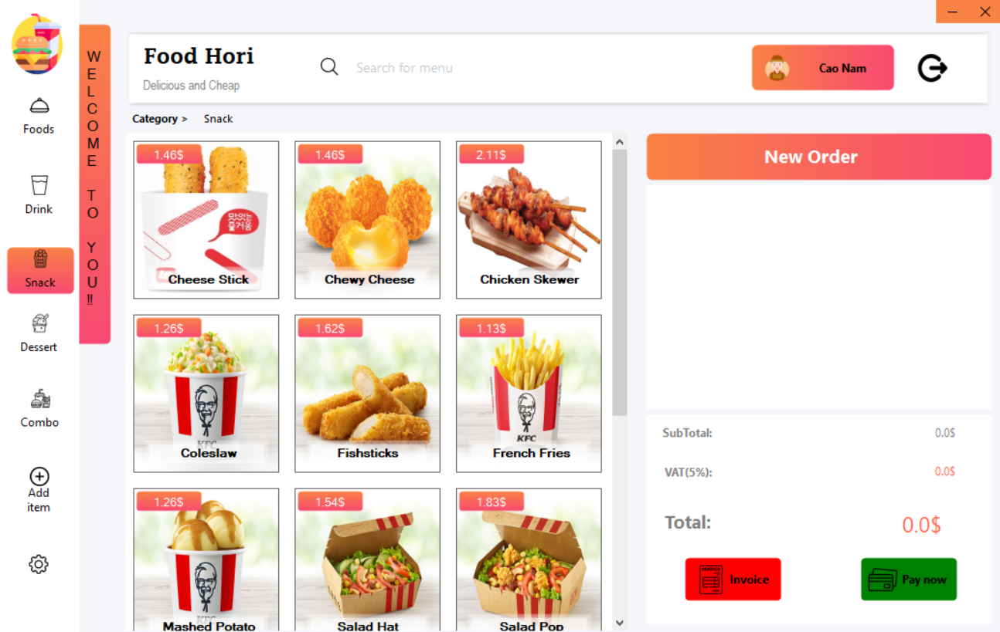 Food Hori
Delicious and Cheap
Search for menu
Cao Nam
Foods
Drink
Snack
Dessert
Combo
Add
item
W
E
L
C
O
M
E
T
O
Y
O
U
!!
Category > Snack
1.46$
맛있는
즐거움
Cheese Stick
1.46$
Chewy Cheese
2.11$
Chicken Skewer
1.26$
KFC
Coleslaw
1.62$
Fishsticks
1.13$
KFC
French Fries
1.26$
KFC
Mashed Potato
1.54$
Salad Hat
1.83$
Salad Pop
New Order
SubTotal: 0.0$
VAT(5%): 0.0$
Total: 0.0$
INVOICE
Invoice
Pay now